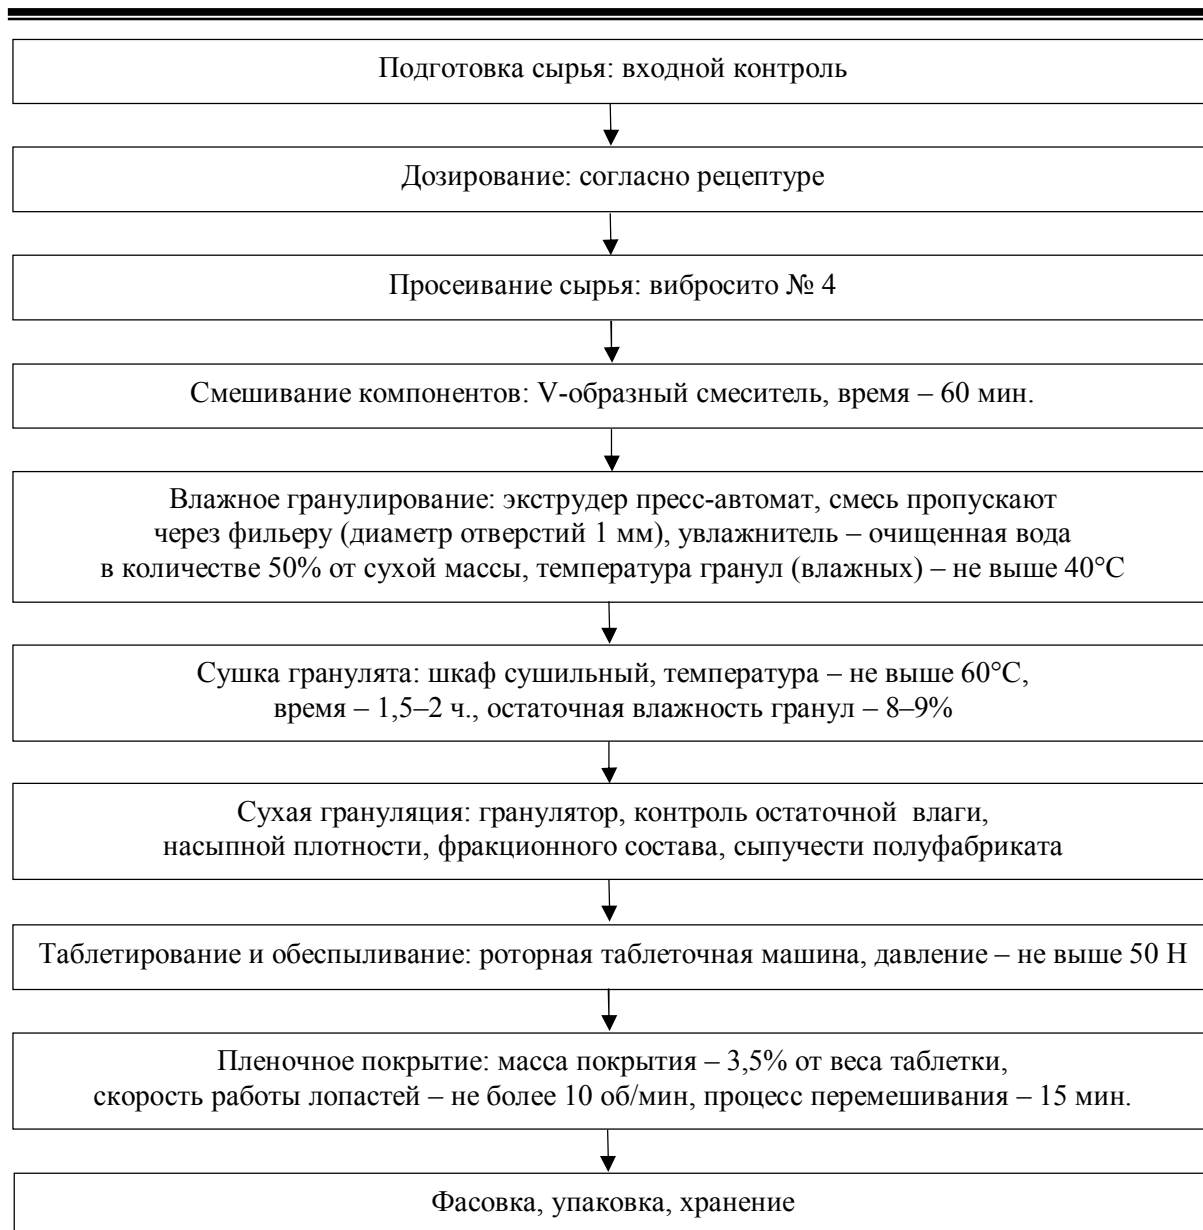 Подготовка сырья: входной контроль
Дозирование: согласно рецептуре
Просеивание сырья: вибросито № 4
Смешивание компонентов: V-образный смеситель, время – 60 мин.
Влажное гранулирование: экструдер пресс-автомат, смесь пропускают
через фильеру (диаметр отверстий 1 мм), увлажнитель – очищенная вода
в количестве 50% от сухой массы, температура гранул (влажных) – не выше 40°С
Сушка гранулята: шкаф сушильный, температура – не выше 60°С,
время – 1,5–2 ч., остаточная влажность гранул – 8–9%
Сухая грануляция: гранулятор, контроль остаточной влаги,
насыпной плотности, фракционного состава, сыпучести полуфабриката
Таблетирование и обеспыливание: роторная таблеточная машина, давление – не выше 50 Н
Пленочное покрытие: масса покрытия – 3,5% от веса таблетки,
скорость работы лопастей – не более 10 об/мин, процесс перемешивания – 15 мин.
Фасовка, упаковка, хранение